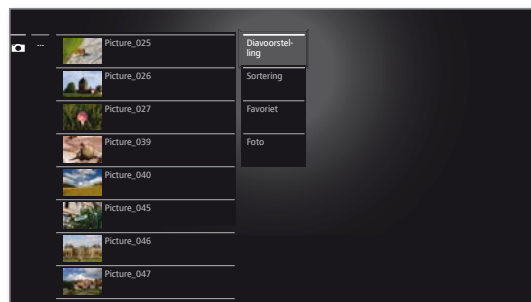 ...
Picture_025
Picture_026
Picture_027
Picture_039
Picture_040
Picture_045
Picture_046
Picture_047
Diavoorstel-
ling
Sortering
Favoriet
Foto